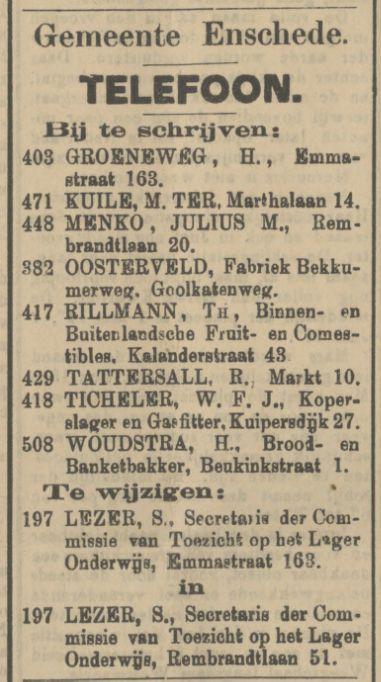 Gemeente Enschede.
TELEFOON.
Bij te schrijven:
403 GROENEWEG, H., Emma-
straat 163.
471 KUILE, M. TER, Marthalaan 14.
448 MENKO, JULIUS M., Rem-
brandtlaan 20.
382 OOSTERVELD, Fabriek Bekku-
merweg. Goolkatenweg.
417 RILLMANN, TH, Binnen- en
Buitenlandsche Fruit- en Comes-
tibles. Kalanderstraat 43
429 TATTERSALL, R., Markt 10.
418 TICHELER, W. F. J., Koper-
slager en Gasfitter, Kuipersdijk 27.
508 WOUDSTRA, H., Brood- en
Banketbakker, Beukinkstraat 1.
Te wijzigen:
197 LEZER, S., Secretaris der Com-
missie van Toezicht op het Lager
Onderwijs, Emmastraat 163.
in
197 LEZER, S., Secretaris der Com-
missie van Toezicht op het Lager
Onderwijs, Rembrandtlaan 51.